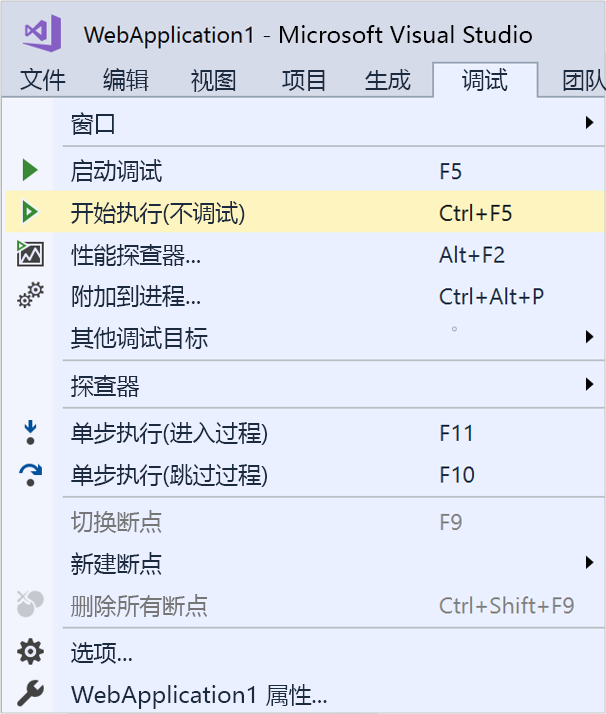 WebApplication1 - Microsoft Visual Studio
文件 编辑 视图 项目 生成 调试 团队
窗口
启动调试 F5
开始执行(不调试) Ctrl+F5
性能探查器... Alt+F2
附加到进程... Ctrl+Alt+P
其他调试目标
探查器
单步执行(进入过程) F11
单步执行(跳过过程) F10
切换断点 F9
新建断点
删除所有断点 Ctrl+Shift+F9
选项...
WebApplication1 属性...